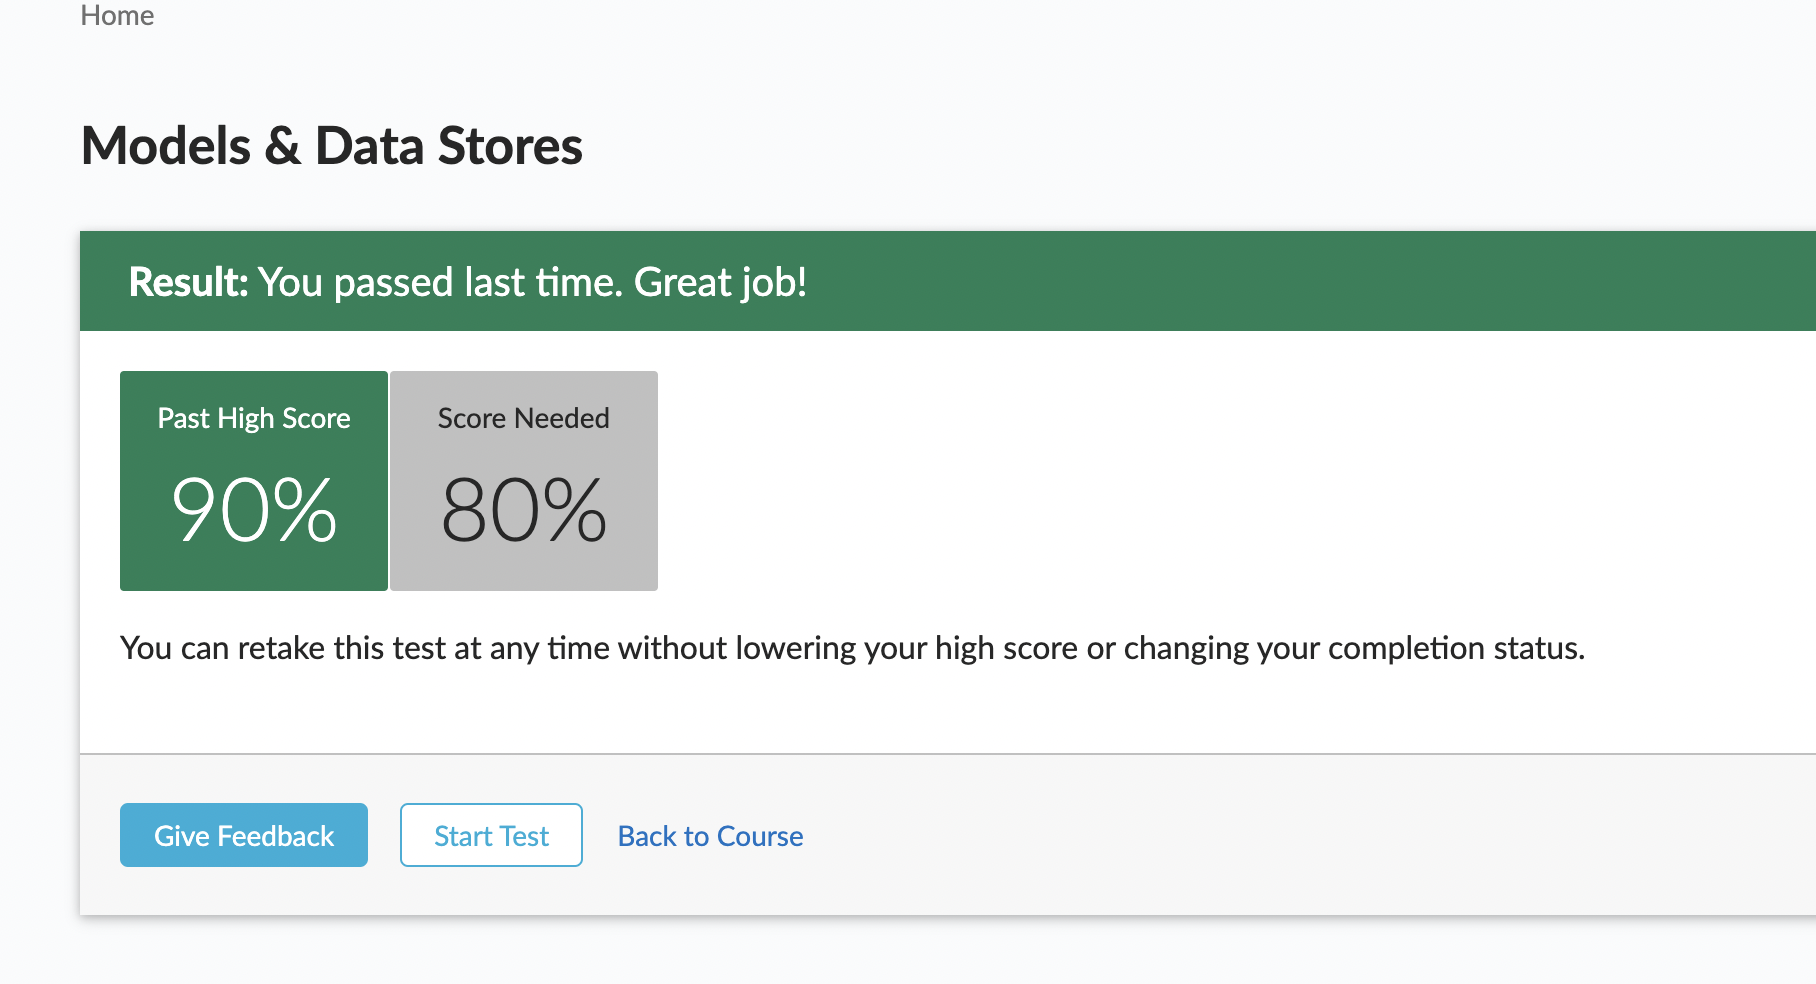 Home
Models & Data Stores
Result: You passed last time. Great job!
Past High Score
90%
Score Needed
80%
You can retake this test at any time without lowering your high score or changing your completion status.
Give Feedback
Start Test
Back to Course